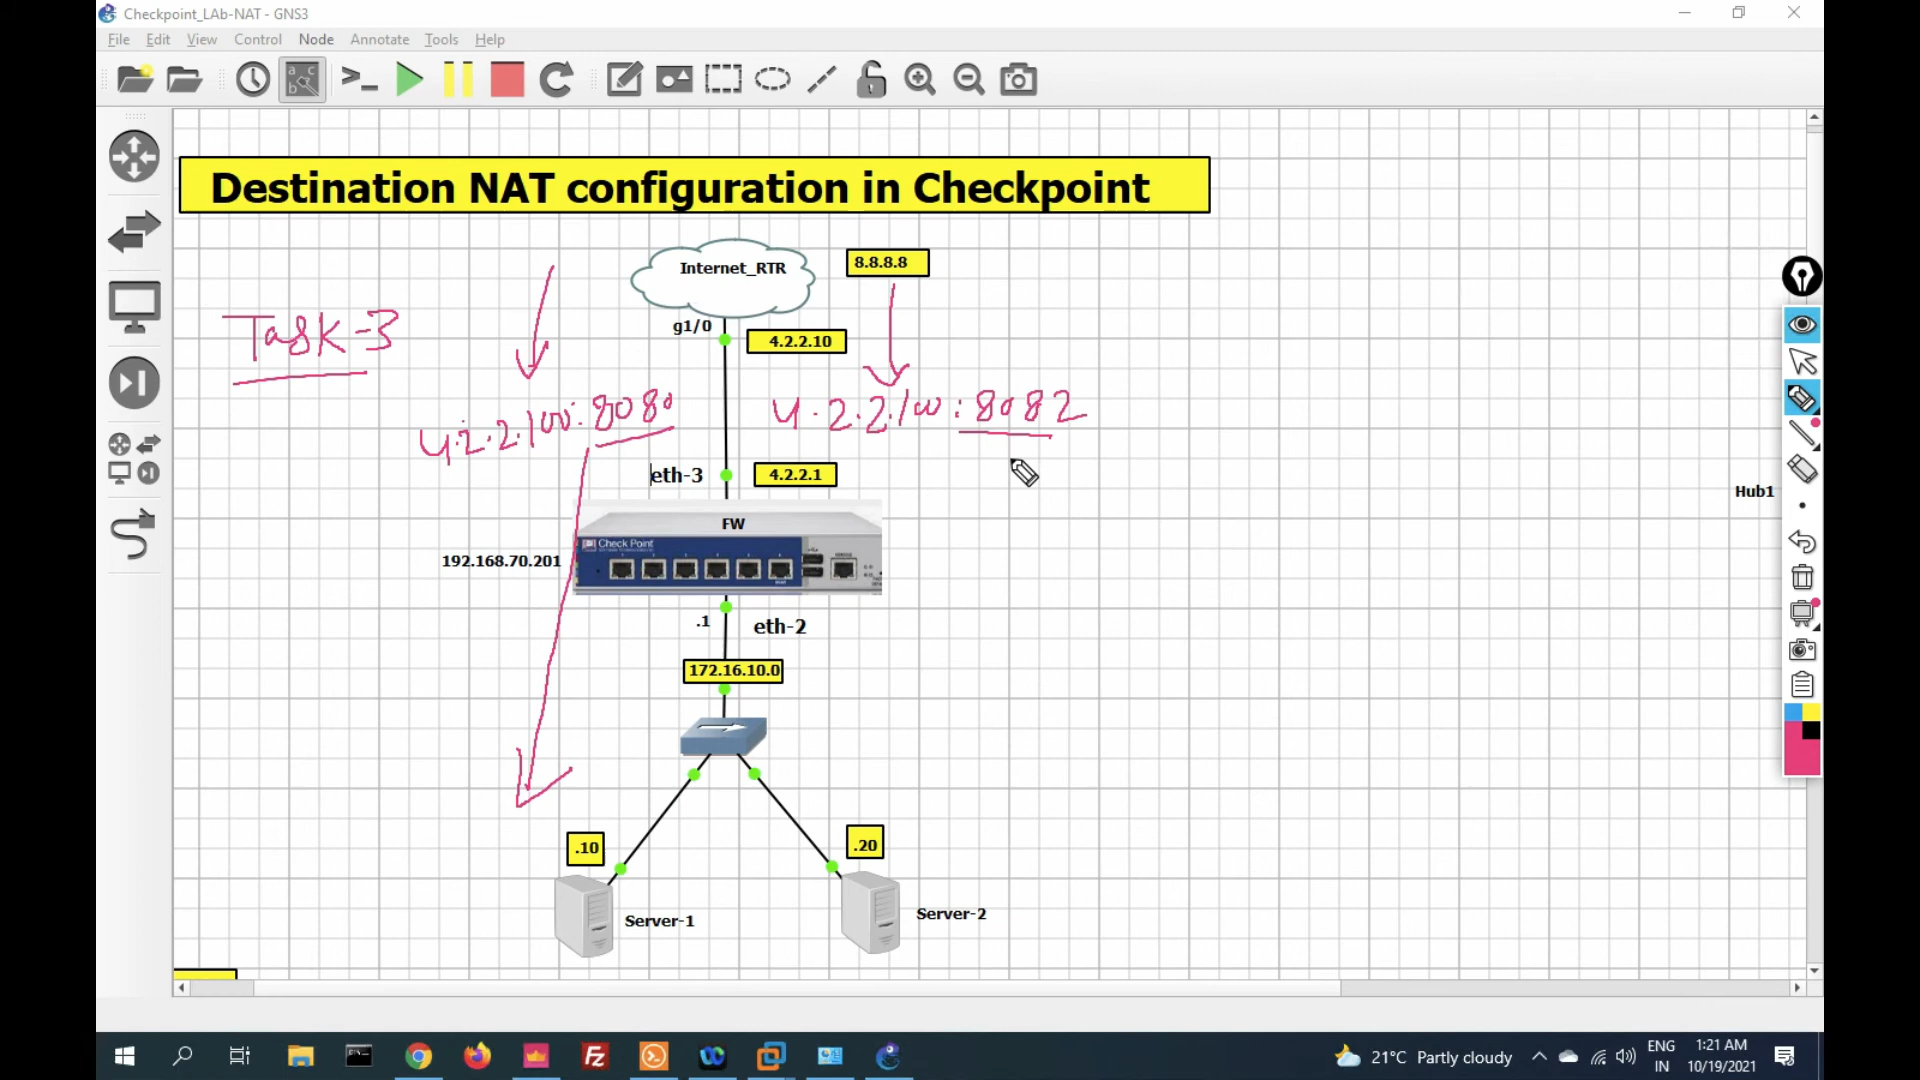 Checkpoint_LAb-NAT - GNS3
File Edit View Control Node Annotate Tools Help
Destination NAT configuration in Checkpoint
Internet_RTR
8.8.8.8
g1/0
4.2.2.10
Task-3
4.2.2.100:8080
4.2.2.100:8082
eth-3
4.2.2.1
Hub1
FW
Check Point
192.168.70.201
.1
eth-2
172.16.10.0
.10
.20
Server-1
Server-2
21°C Partly cloudy
ENG
IN
1:21 AM
10/19/2021